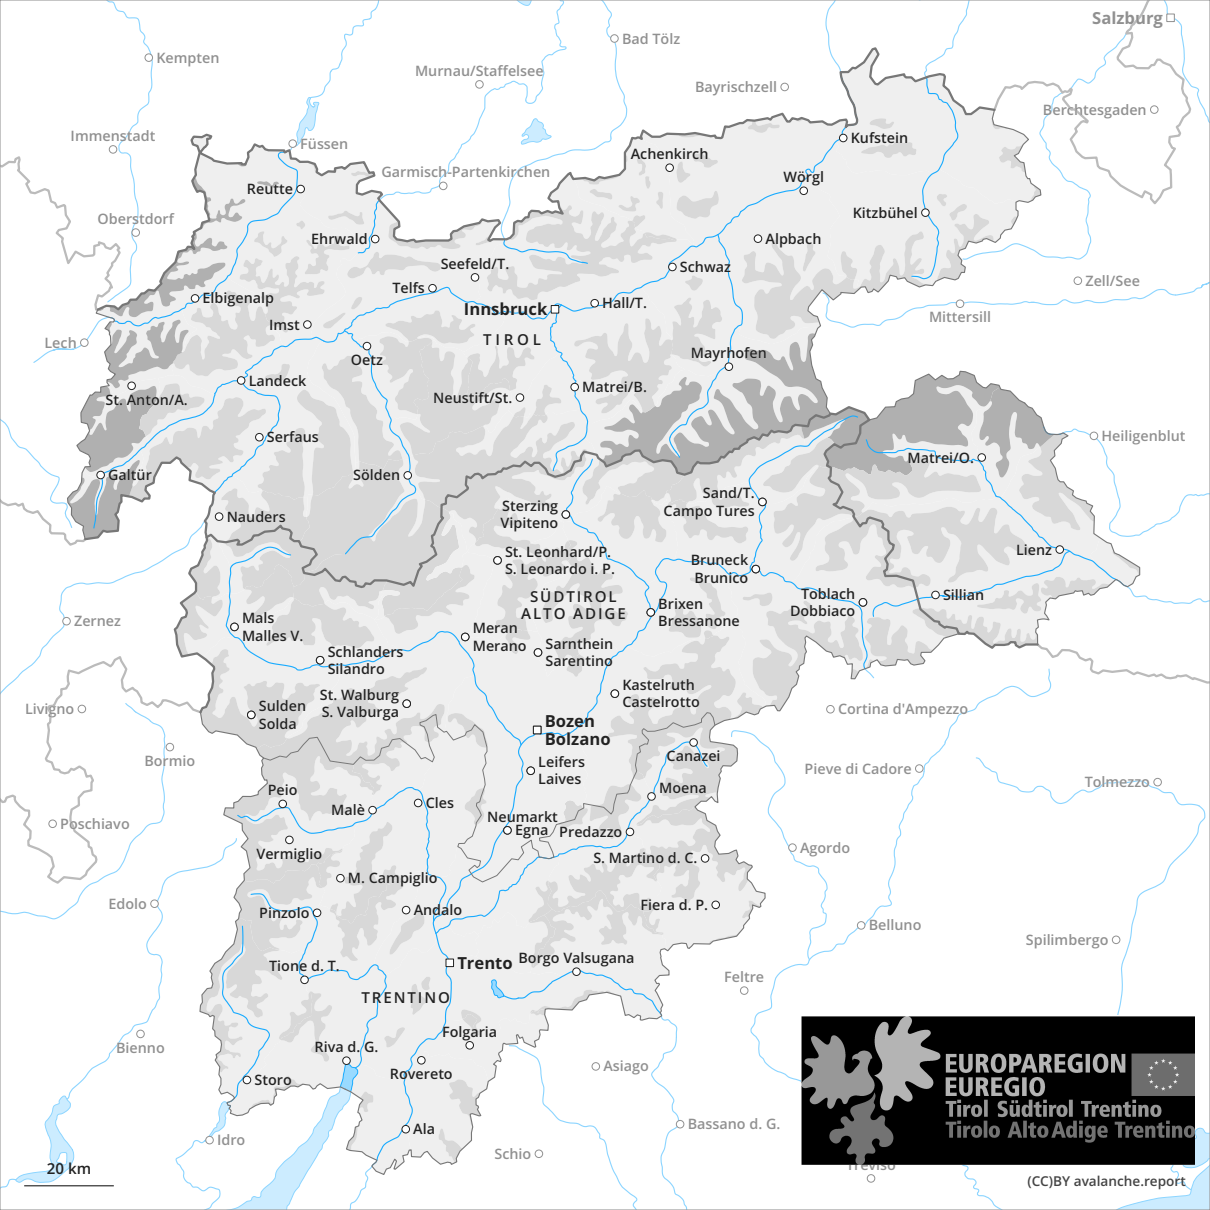 Salzburg
Bad Tölz
Kempten
Murnau/Staffelsee
Bayrischzell
Berchtesgaden
Immenstadt
Füssen
Kufstein
Achenkirch
Garmisch-Partenkirchen
Wörgl
Reutte
Oberstdorf
Kitzbühel
Ehrwald
Alpbach
Seefeld/T.
Schwaz
Zell/See
Telfs
Elbigenalp
Hall/T.
Innsbruck
Mittersill
Imst
TIROL
Lech
Oetz
Mayrhofen
Landeck
Matrei/B.
St. Anton/A.
Neustift/St.
Serfaus
Heiligenblut
Matrei/O.
Galtür
Sölden
Sand/T.
Campo Tures
Sterzing
Vipiteno
Nauders
St. Leonhard/P.
S. Leonardo i. P.
Lienz
Bruneck
Brunico
SÜDTIROL
ALTO ADIGE
Toblach
Dobbiaco
Sillian
Brixen
Bressanone
Zernez
Mals
Malles V.
Meran
Merano
Sarnthein
Sarentino
Schlanders
Silandro
Kastelruth
Castelrotto
St. Walburg
S. Valburga
Sulden
Solda
Livigno
Cortina d'Ampezzo
Bozen
Bolzano
Bormio
Canazei
Leifers
Laives
Pieve di Cadore
Tolmezzo
Peio
Moena
Malè
Cles
Neumarkt
Egna
Predazzo
Poschiavo
Vermiglio
Agordo
S. Martino d. C.
M. Campiglio
Edolo
Pinzolo
Andalo
Fiera d. P.
Belluno
Spilimbergo
Trento
Borgo Valsugana
Tione d. T.
Feltre
TRENTINO
Folgaria
Bienno
Riva d. G.
Rovereto
Asiago
Storo
EUROPAREGION
EUREGIO
Tirol Südtirol Trentino
Tirolo Alto Adige Trentino
Ala
Bassano d. G.
Idro
Schio
Treviso
20 km
(CC)BY avalanche.report